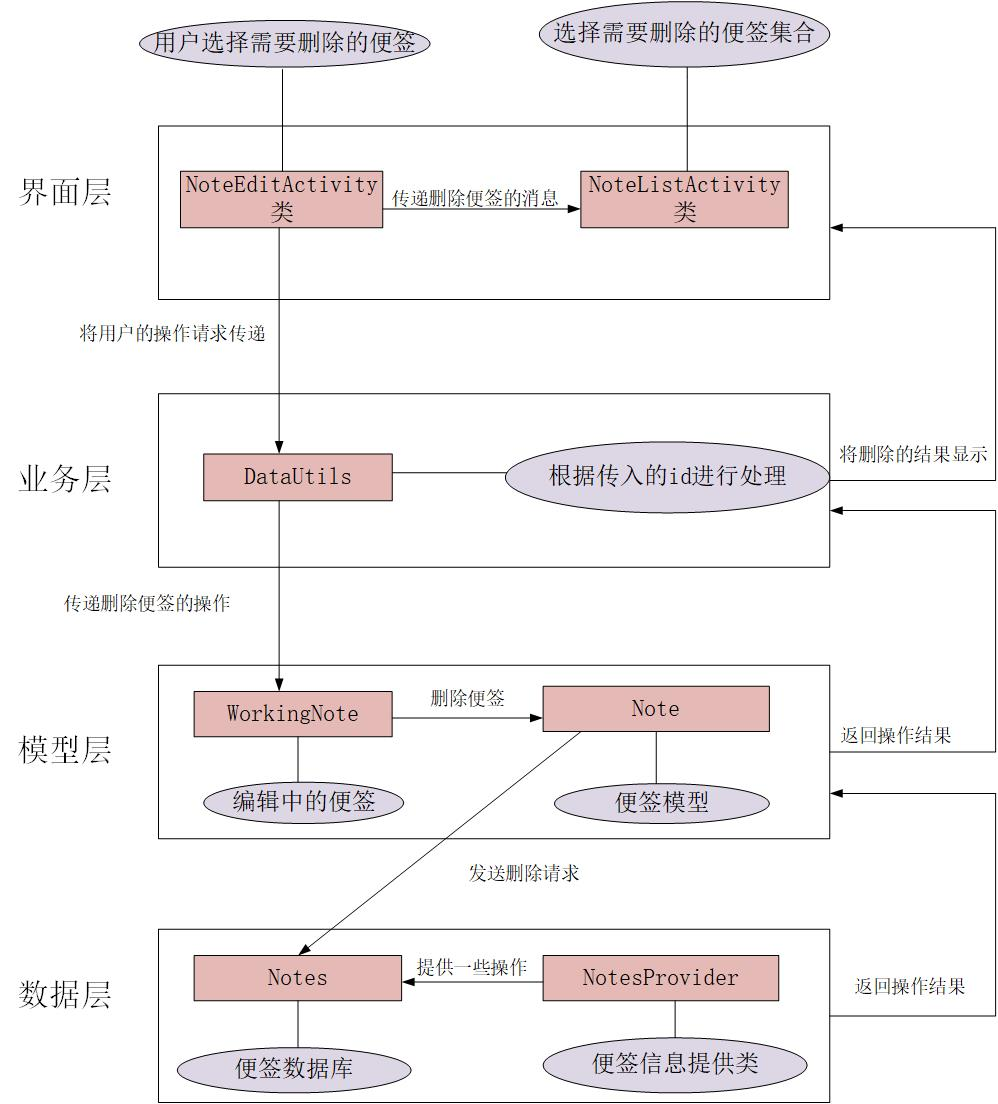 用户选择需要删除的便签
选择需要删除的便签集合
界面层
NoteEditActivity
类
传递删除便签的消息
NoteListActivity
类
将用户的操作请求传递
业务层
DataUtils
根据传入的id进行处理
将删除的结果显示
传递删除便签的操作
模型层
WorkingNote
删除便签
Note
返回操作结果
编辑中的便签
便签模型
发送删除请求
数据层
Notes
提供一些操作
NotesProvider
返回操作结果
便签数据库
便签信息提供类